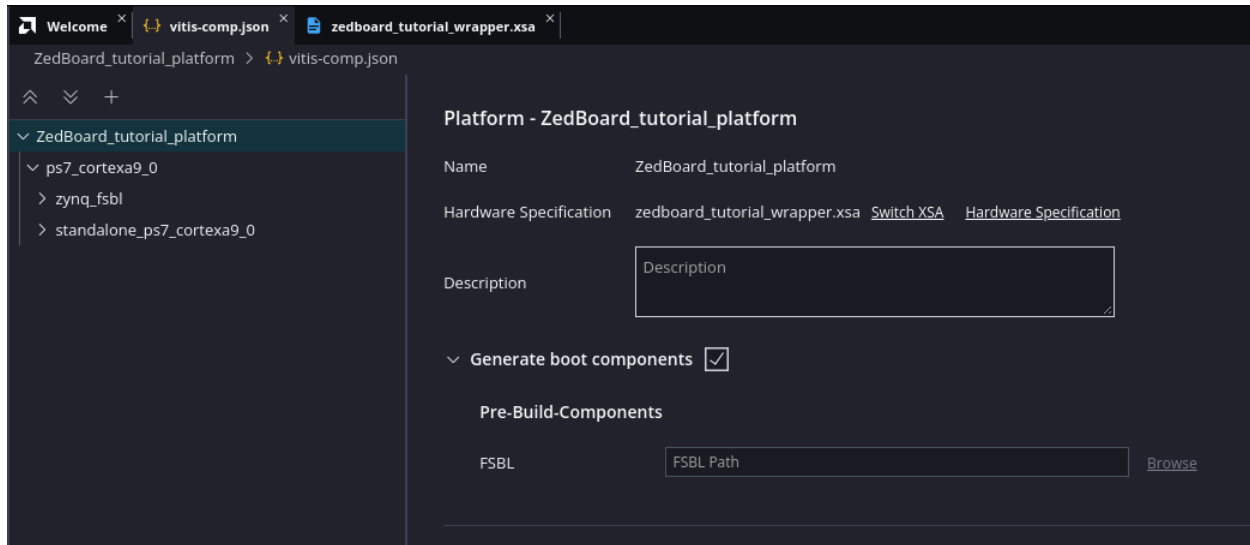 Welcome × {..} vitis-comp.json × zedboard_tutorial_wrapper.xsa ×
ZedBoard_tutorial_platform > {..} vitis-comp.json
ZedBoard_tutorial_platform
ps7_cortexa9_0
zynq_fsbl
standalone_ps7_cortexa9_0
Platform - ZedBoard_tutorial_platform
Name ZedBoard_tutorial_platform
Hardware Specification zedboard_tutorial_wrapper.xsa Switch XSA Hardware Specification
Description Description
Generate boot components
Pre-Build-Components
FSBL FSBL Path Browse